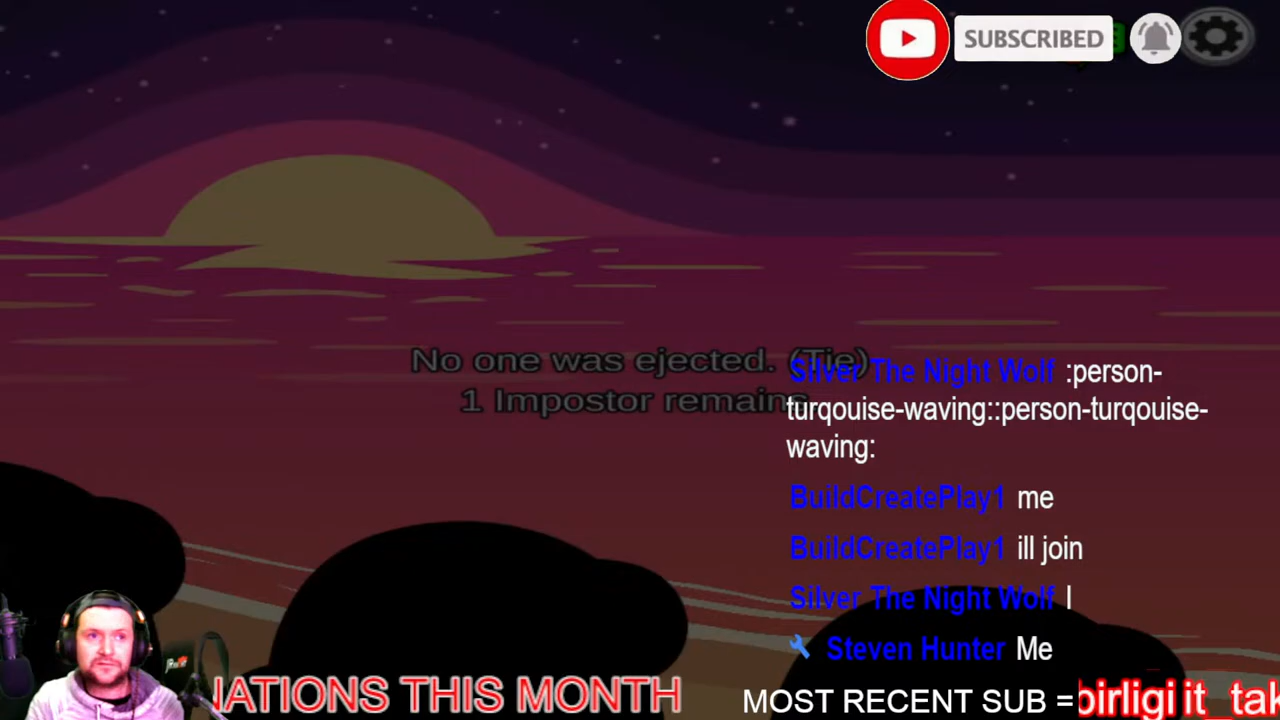 SUBSCRIBED
No one was ejected. (Tie)
1 Impostor remains.
Silver The Night Wolf :person-
turqouise-waving::person-turqouise-
waving:
BuildCreatePlay1 me
BuildCreatePlay1 ill join
Silver The Night Wolf I
Steven Hunter Me
NATIONS THIS MONTH
MOST RECENT SUB = birligi it tak